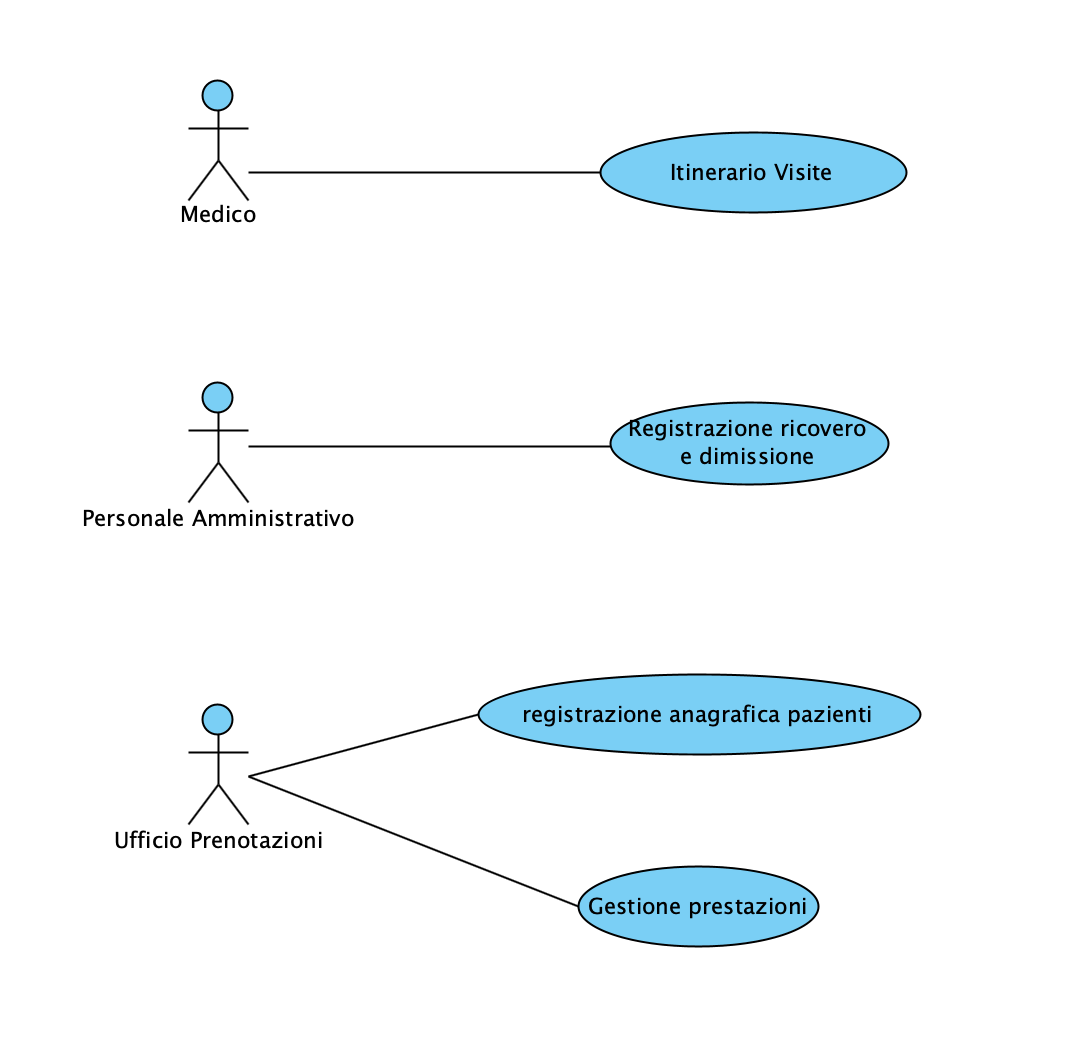 Itinerario Visite
Medico
Registrazione ricovero
e dimissione
Personale Amministrativo
registrazione anagrafica pazienti
Ufficio Prenotazioni
Gestione prestazioni